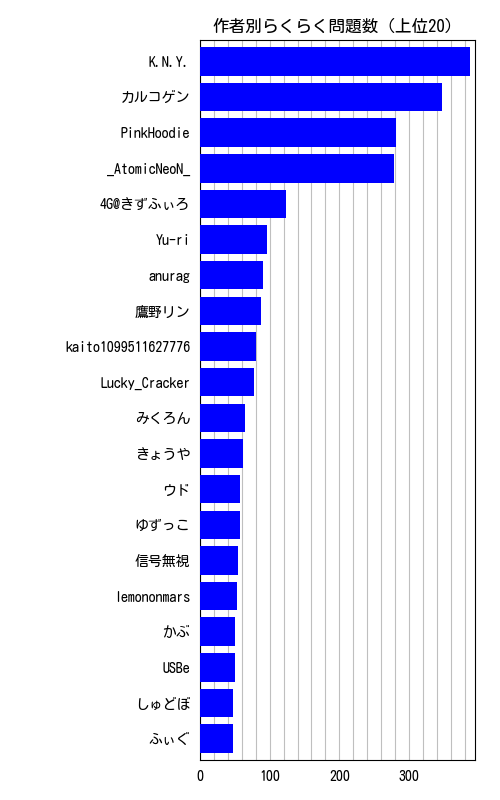 作者別らくらく問題数（上位20）
K.N.Y.
カルコゲン
PinkHoodie
_AtomicNeoN_
4G@きずふぃろ
Yu-ri
anurag
鷹野リン
kaito1099511627776
Lucky_Cracker
みくろん
きょうや
ウド
ゆずっこ
信号無視
lemononmars
かぶ
USBe
しゅどぼ
ふぃぐ
0 100 200 300